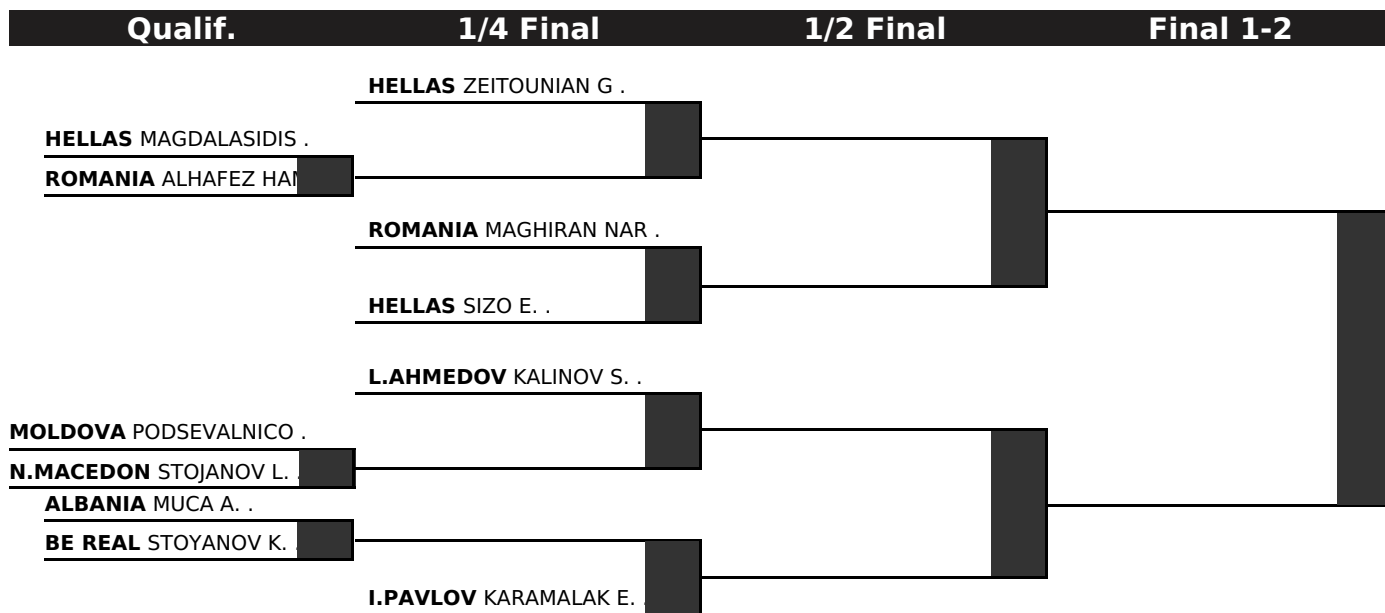 Qualif. 1/4 Final 1/2 Final Final 1-2
HELLAS ZEITOUNIAN G .
HELLAS MAGDALASIDIS .
ROMANIA ALHAFEZ
ROMANIA MAGHIRAN NAR .
HELLAS SIZO E. .
L.AHMEDOV KALINOV S. .
MOLDOVA PODSEVALNICO .
N.MACEDON STOJANOV L. .
ALBANIA MUCA A. .
BE REAL STOYANOV K. .
I.PAVLOV KARAMALAK E. .